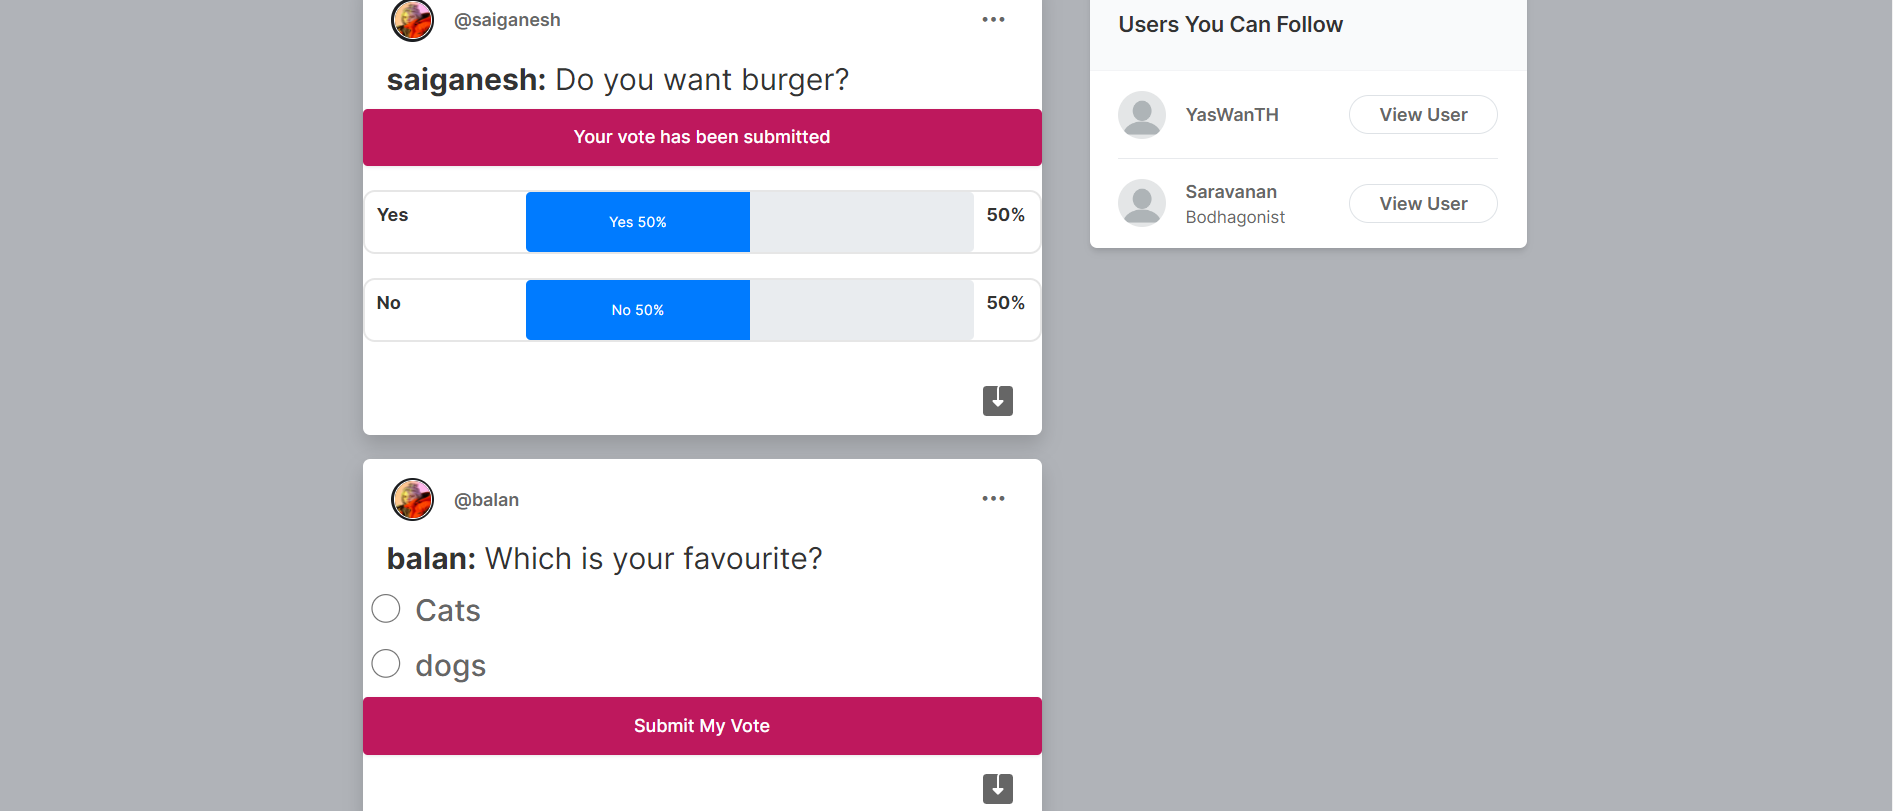 @saiganesh
saiganesh: Do you want burger?
Your vote has been submitted
Yes
Yes 50%
50%
No
No 50%
50%
@balan
balan: Which is your favourite?
Cats
dogs
Submit My Vote
Users You Can Follow
YasWanTH
View User
Saravanan
Bodhagonist
View User